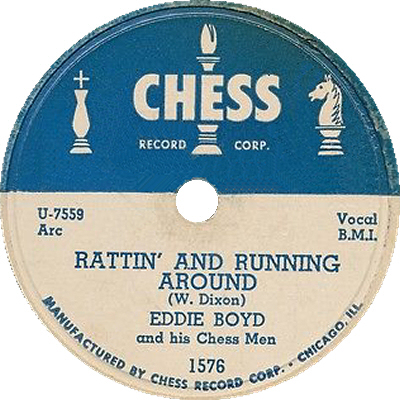 CHESS
RECORD CORP.
U-7559
Arc
Vocal
B.M.I.
RATTIN' AND RUNNING
AROUND
(W. Dixon)
EDDIE BOYD
and his Chess Men
1576
MANUFACTURED BY CHESS RECORD CORP. • CHICAGO, ILL.